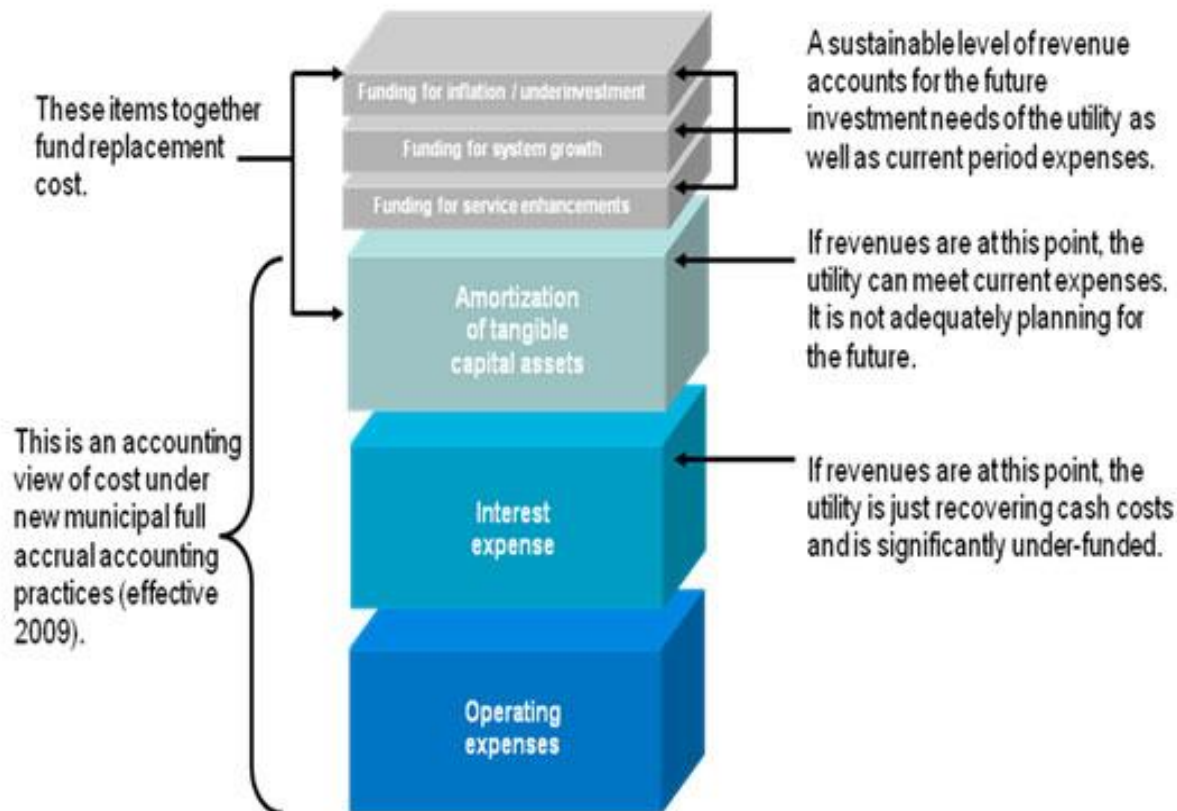 These items together
fund replacement
cost.
This is an accounting
view of cost under
new municipal full
accrual accounting
practices (effective
2009).
Funding for inflation / underinvestment
Funding for system growth
Funding for service enhancements
Amortization
of tangible
capital assets
Interest
expense
Operating
expenses
A sustainable level of revenue
accounts for the future
investment needs of the utility as
well as current period expenses.
If revenues are at this point, the
utility can meet current expenses.
It is not adequately planning for
the future.
If revenues are at this point, the
utility is just recovering cash costs
and is significantly under-funded.